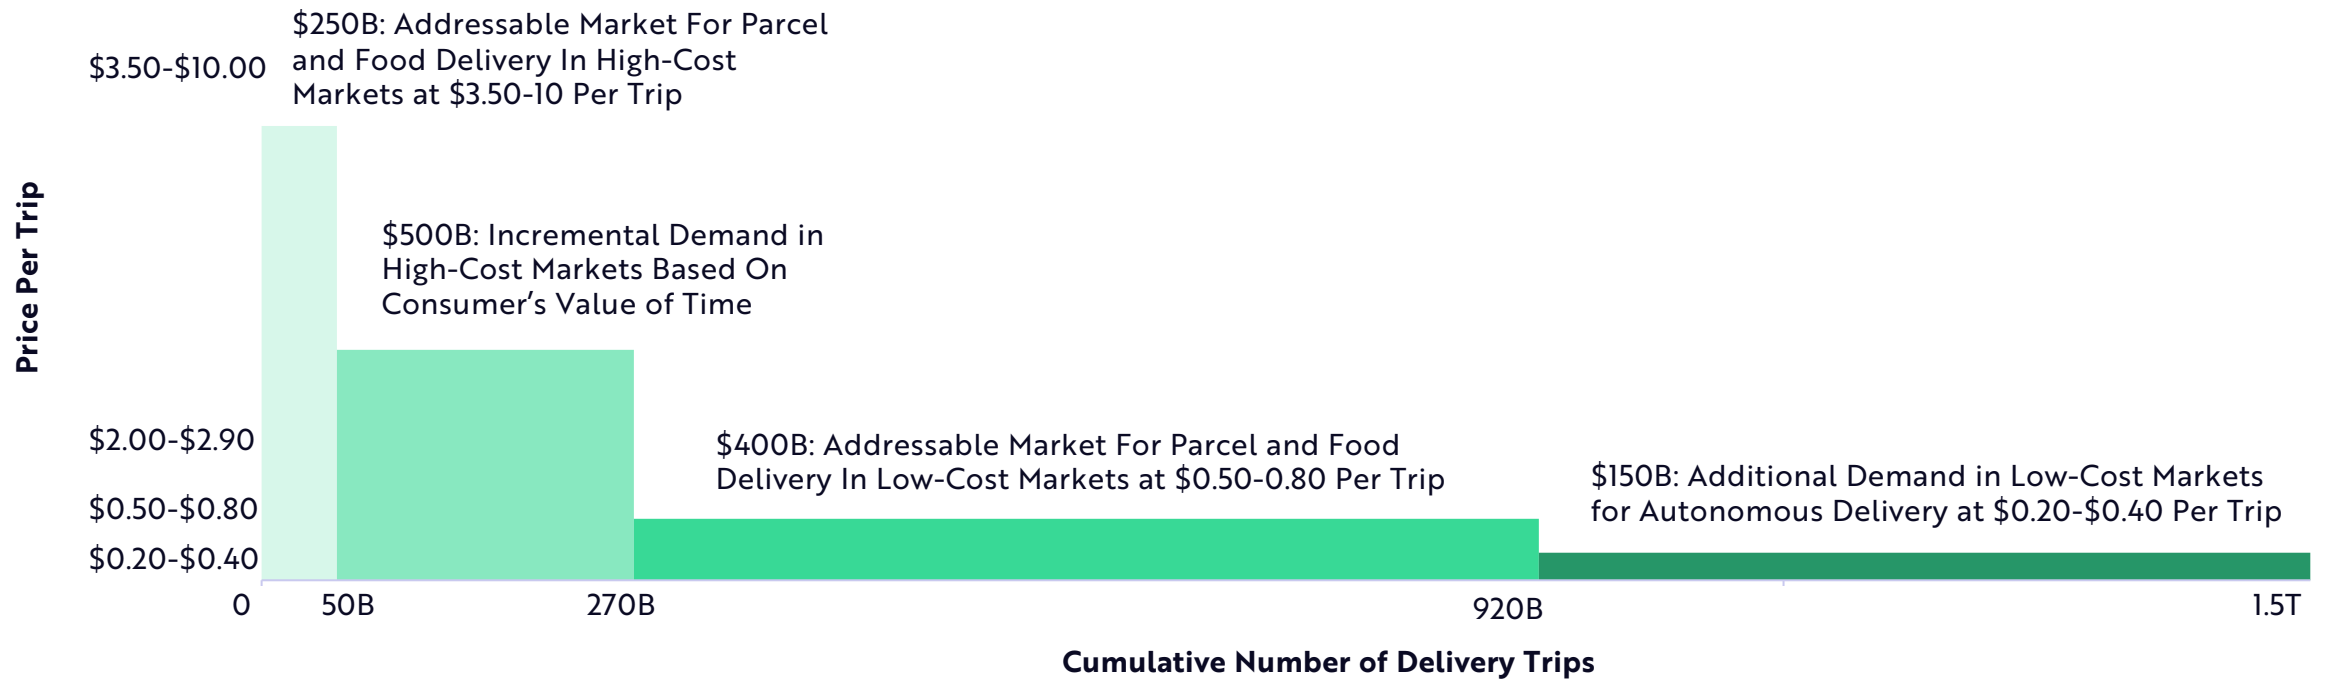 $250B: Addressable Market For Parcel
and Food Delivery In High-Cost
Markets at $3.50-10 Per Trip
$3.50-$10.00
Price Per Trip
$500B: Incremental Demand in
High-Cost Markets Based On
Consumer’s Value of Time
$2.00-$2.90
$400B: Addressable Market For Parcel and Food
Delivery In Low-Cost Markets at $0.50-0.80 Per Trip
$150B: Additional Demand in Low-Cost Markets
for Autonomous Delivery at $0.20-$0.40 Per Trip
$0.50-$0.80
$0.20-$0.40
0
50B
270B
920B
1.5T
Cumulative Number of Delivery Trips